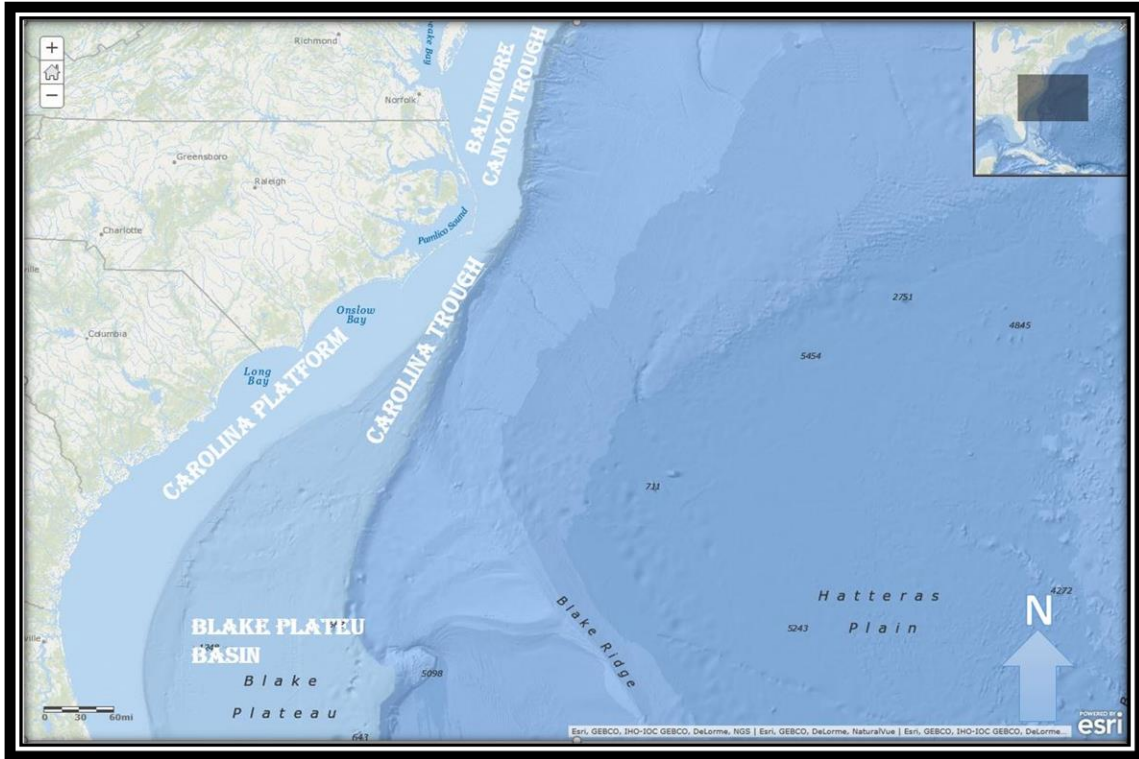 +
−
Richmond
Norfolk
Greensboro
Raleigh
Charlotte
Columbia
Pamlico Sound
Onslow
Bay
Long
Bay
BALTIMORE
CANYON TROUGH
CAROLINA TROUGH
CAROLINA PLATFORM
2751
4845
5454
711
Hatteras
Plain
4272
5243
N
Blake Ridge
BLAKE PLATEU
BASIN
Blake
Plateau
5098
643
0 30 60mi
Esri, GEBCO, IHO-IOC GEBCO, DeLorme, NGS | Esri, GEBCO, DeLorme, NaturalVue | Esri, GEBCO, IHO-IOC GEBCO, DeLorme...
POWERED BY
esri